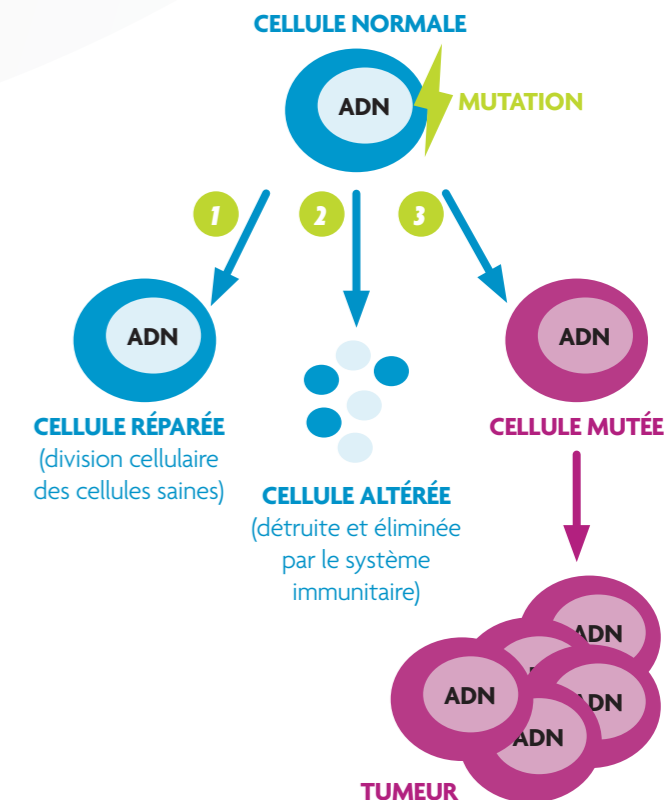 CELLULE NORMALE
ADN
MUTATION
1
2
3
ADN
ADN
CELLULE RÉPARÉE
(division cellulaire
des cellules saines)
CELLULE MUTÉE
CELLULE ALTÉRÉE
(détruite et éliminée
par le système
immunitaire)
ADN
ADN
ADN
ADN
TUMEUR